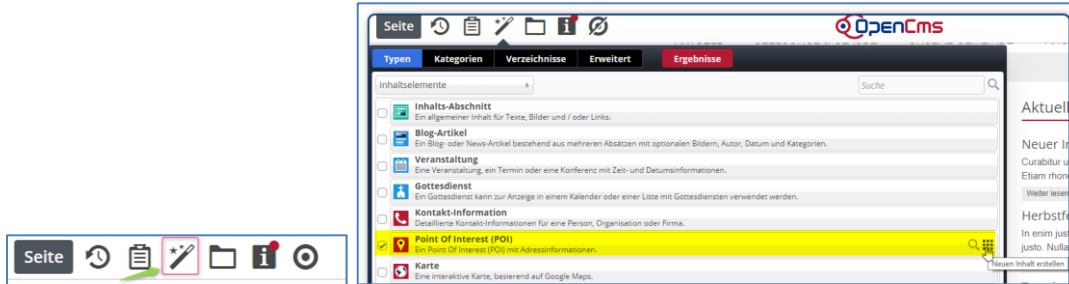 Seite
Seite
OpenCms
Typen Kategorien Verzeichnisse Erweitert Ergebnisse
Inhaltselemente Suche
Inhalts-Abschnitt
Ein allgemeiner Inhalt für Texte, Bilder und / oder Links.
Blog-Artikel
Ein Blog- oder News-Artikel bestehend aus mehreren Absätzen mit optionalen Bildern, Autor, Datum und Kategorien.
Veranstaltung
Eine Veranstaltung, ein Termin oder eine Konferenz mit Zeit- und Datumsinformationen.
Gottesdienst
Ein Gottesdienst kann zur Anzeige in einem Kalender oder einer Liste mit Gottesdiensten verwendet werden.
Kontakt-Information
Detaillierte Kontakt-Informationen für eine Person, Organisation oder Firma.
Point Of Interest (POI)
Ein Point Of Interest (POI) mit Adressinformationen.
Neuen Inhalt erstellen
Karte
Eine interaktive Karte, basierend auf Google Maps.
Aktuell
Neuer In
Curabitur u
Etiam rhon
Weiter lesen
Herbstfe
In enim just
justo. Nulla